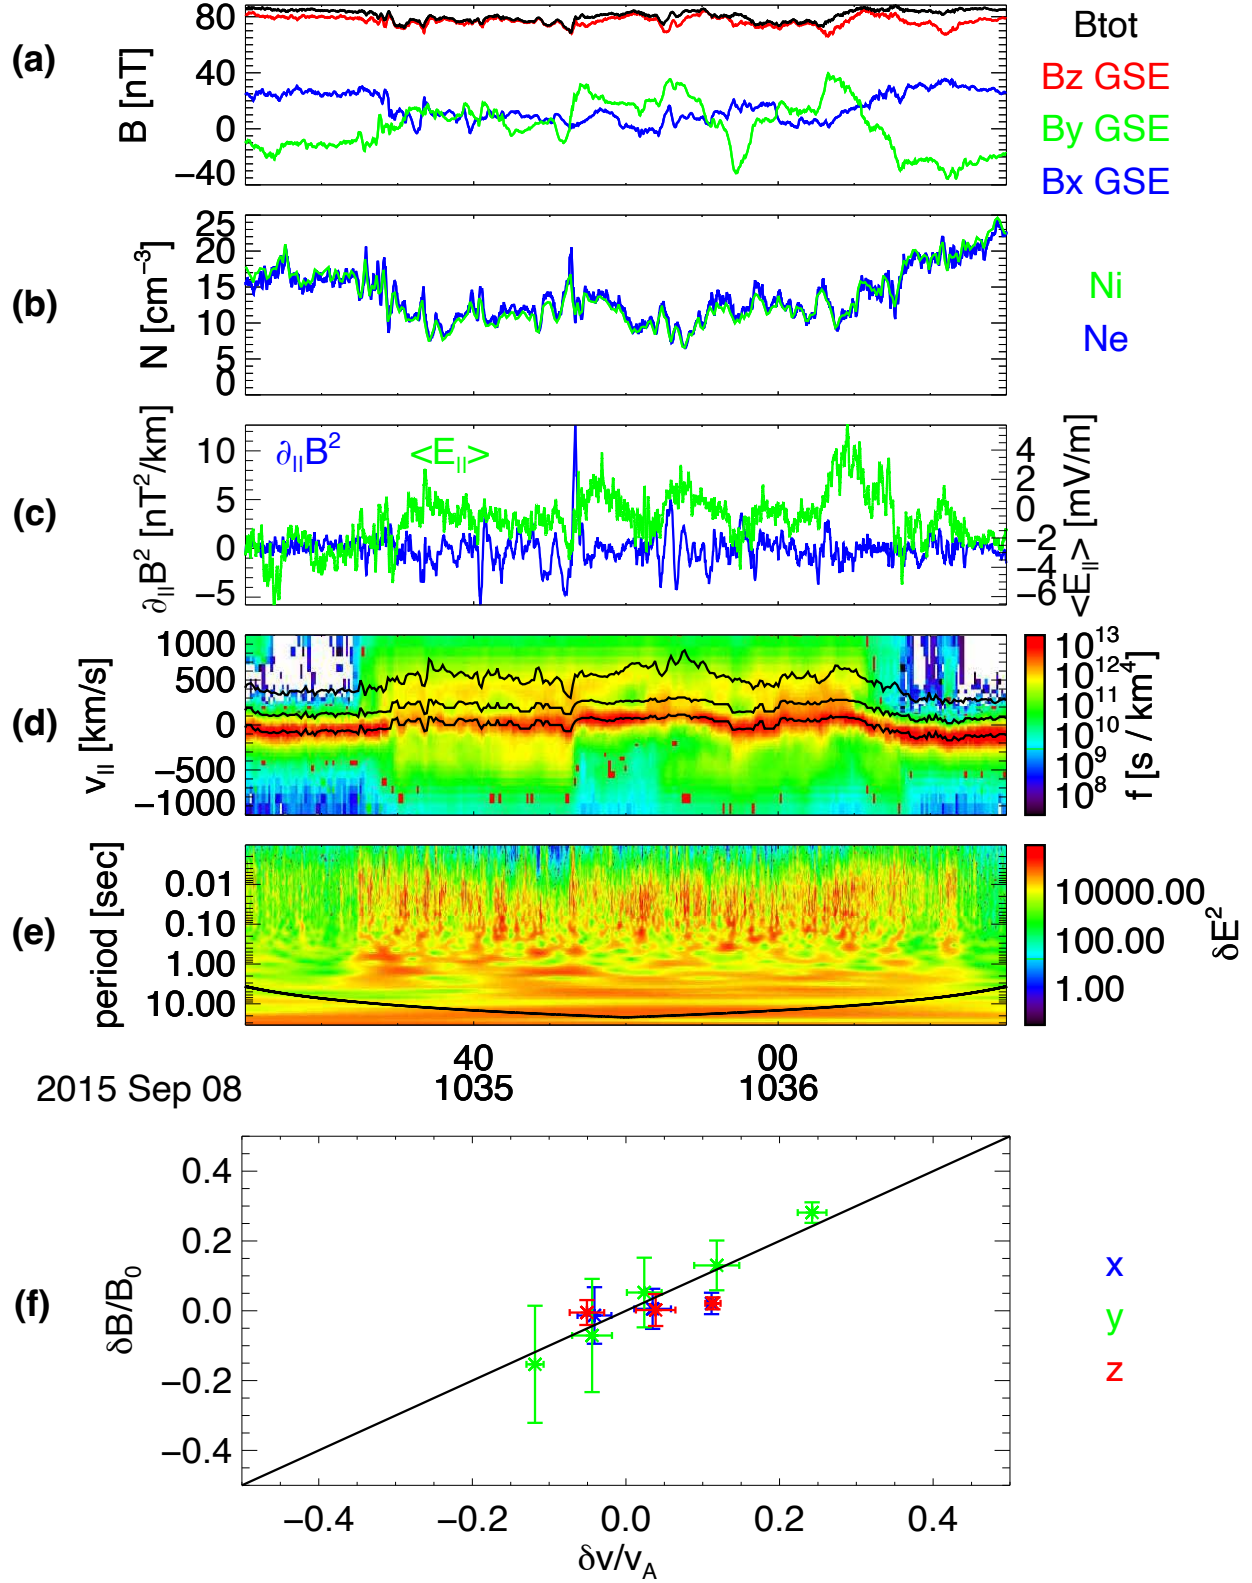 (a)
B [nT]
80
40
0
−40
Btot
Bz GSE
By GSE
Bx GSE
(b)
N [cm⁻³]
25
20
15
10
5
0
Ni
Ne
(c)
∂||B² [nT²/km]
10
5
0
−5
∂||B²
<E||>
4
2
0
−2
−4
−6
<E||> [mV/m]
(d)
v|| [km/s]
1000
500
0
−500
−1000
10¹³
10¹²
10¹¹
10¹⁰
10⁹
10⁸
f [s / km⁴]
(e)
period [sec]
0.01
0.10
1.00
10.00
10000.00
100.00
1.00
δE²
40
00
2015 Sep 08
1035
1036
(f)
δB/B₀
0.4
0.2
0.0
−0.2
−0.4
x
y
z
−0.4
−0.2
0.0
0.2
0.4
δv/v_A